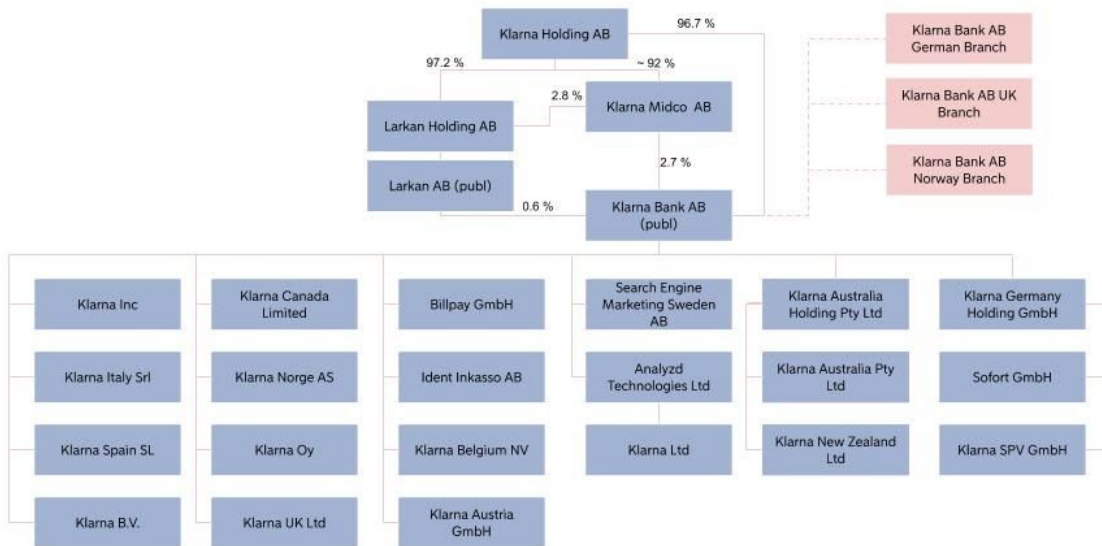 Klarna Holding AB
96.7 %
97.2 %
~ 92 %
Klarna Bank AB
German Branch
2.8 %
Klarna Midco AB
Larkan Holding AB
Klarna Bank AB UK
Branch
2.7 %
Larkan AB (publ)
Klarna Bank AB
Norway Branch
0.6 %
Klarna Bank AB
(publ)
Klarna Inc
Klarna Canada
Limited
Billpay GmbH
Search Engine
Marketing Sweden
AB
Klarna Australia
Holding Pty Ltd
Klarna Germany
Holding GmbH
Klarna Italy Srl
Klarna Norge AS
Ident Inkasso AB
Analyzd
Technologies Ltd
Klarna Australia Pty
Ltd
Sofort GmbH
Klarna Spain SL
Klarna Oy
Klarna Belgium NV
Klarna Ltd
Klarna New Zealand
Ltd
Klarna SPV GmbH
Klarna B.V.
Klarna UK Ltd
Klarna Austria
GmbH